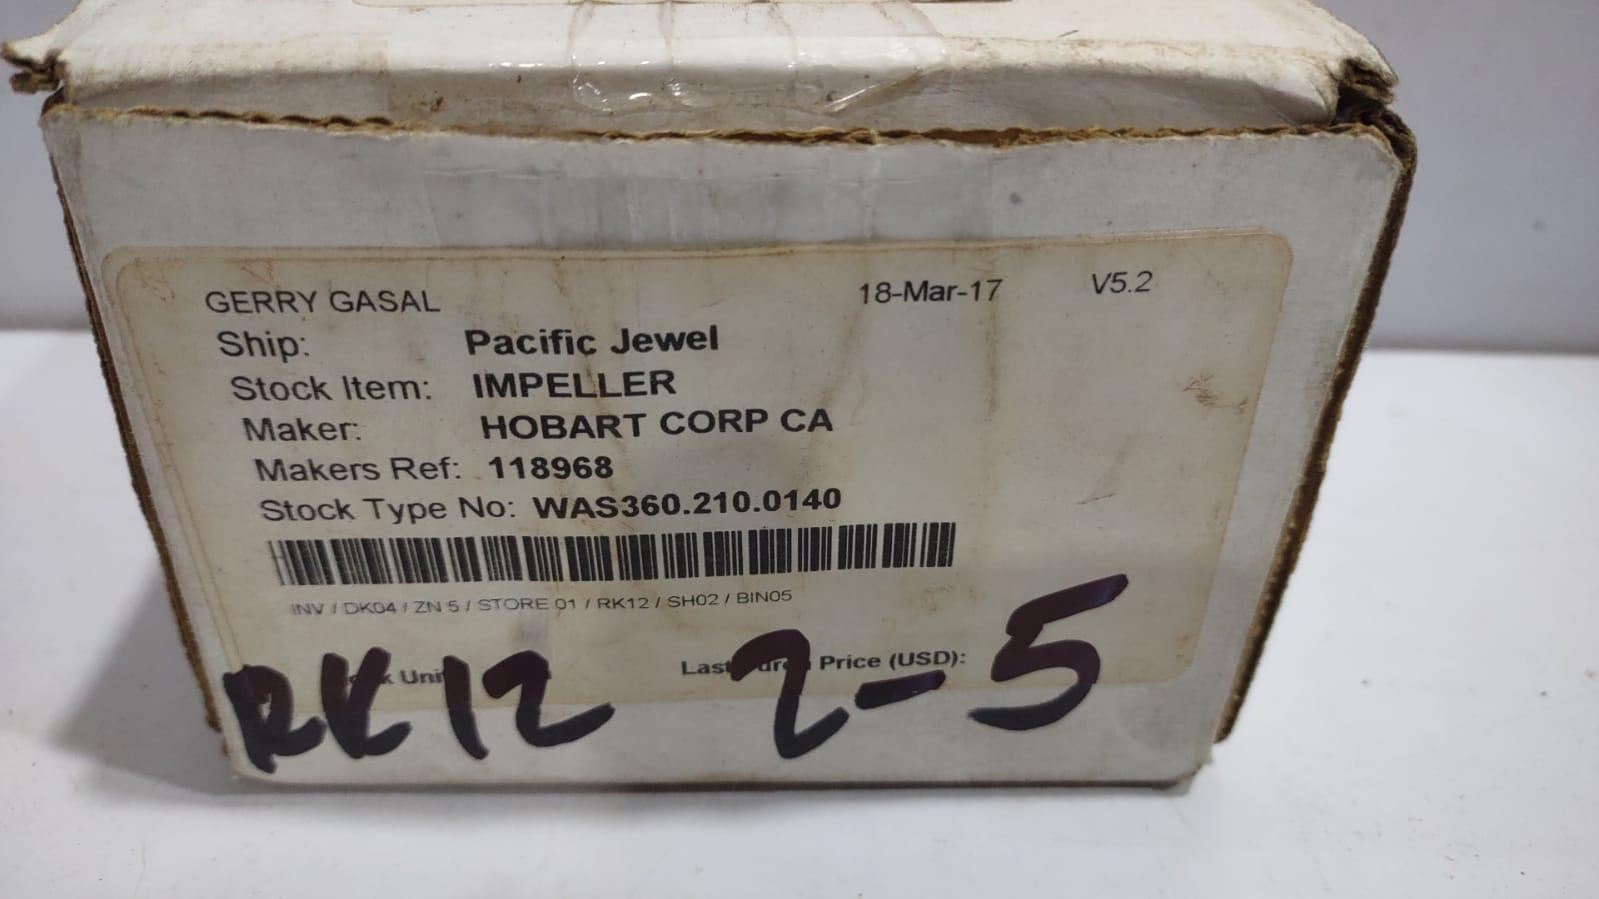 GERRY GASAL 18-Mar-17 V5.2
Ship: Pacific Jewel
Stock Item: IMPELLER
Maker: HOBART CORP CA
Makers Ref: 118968
Stock Type No: WAS360.210.0140
INV / DK04 / ZN 5 / STORE 01 / RK12 / SH02 / BIN05
Last Price (USD):
RK12 2-5